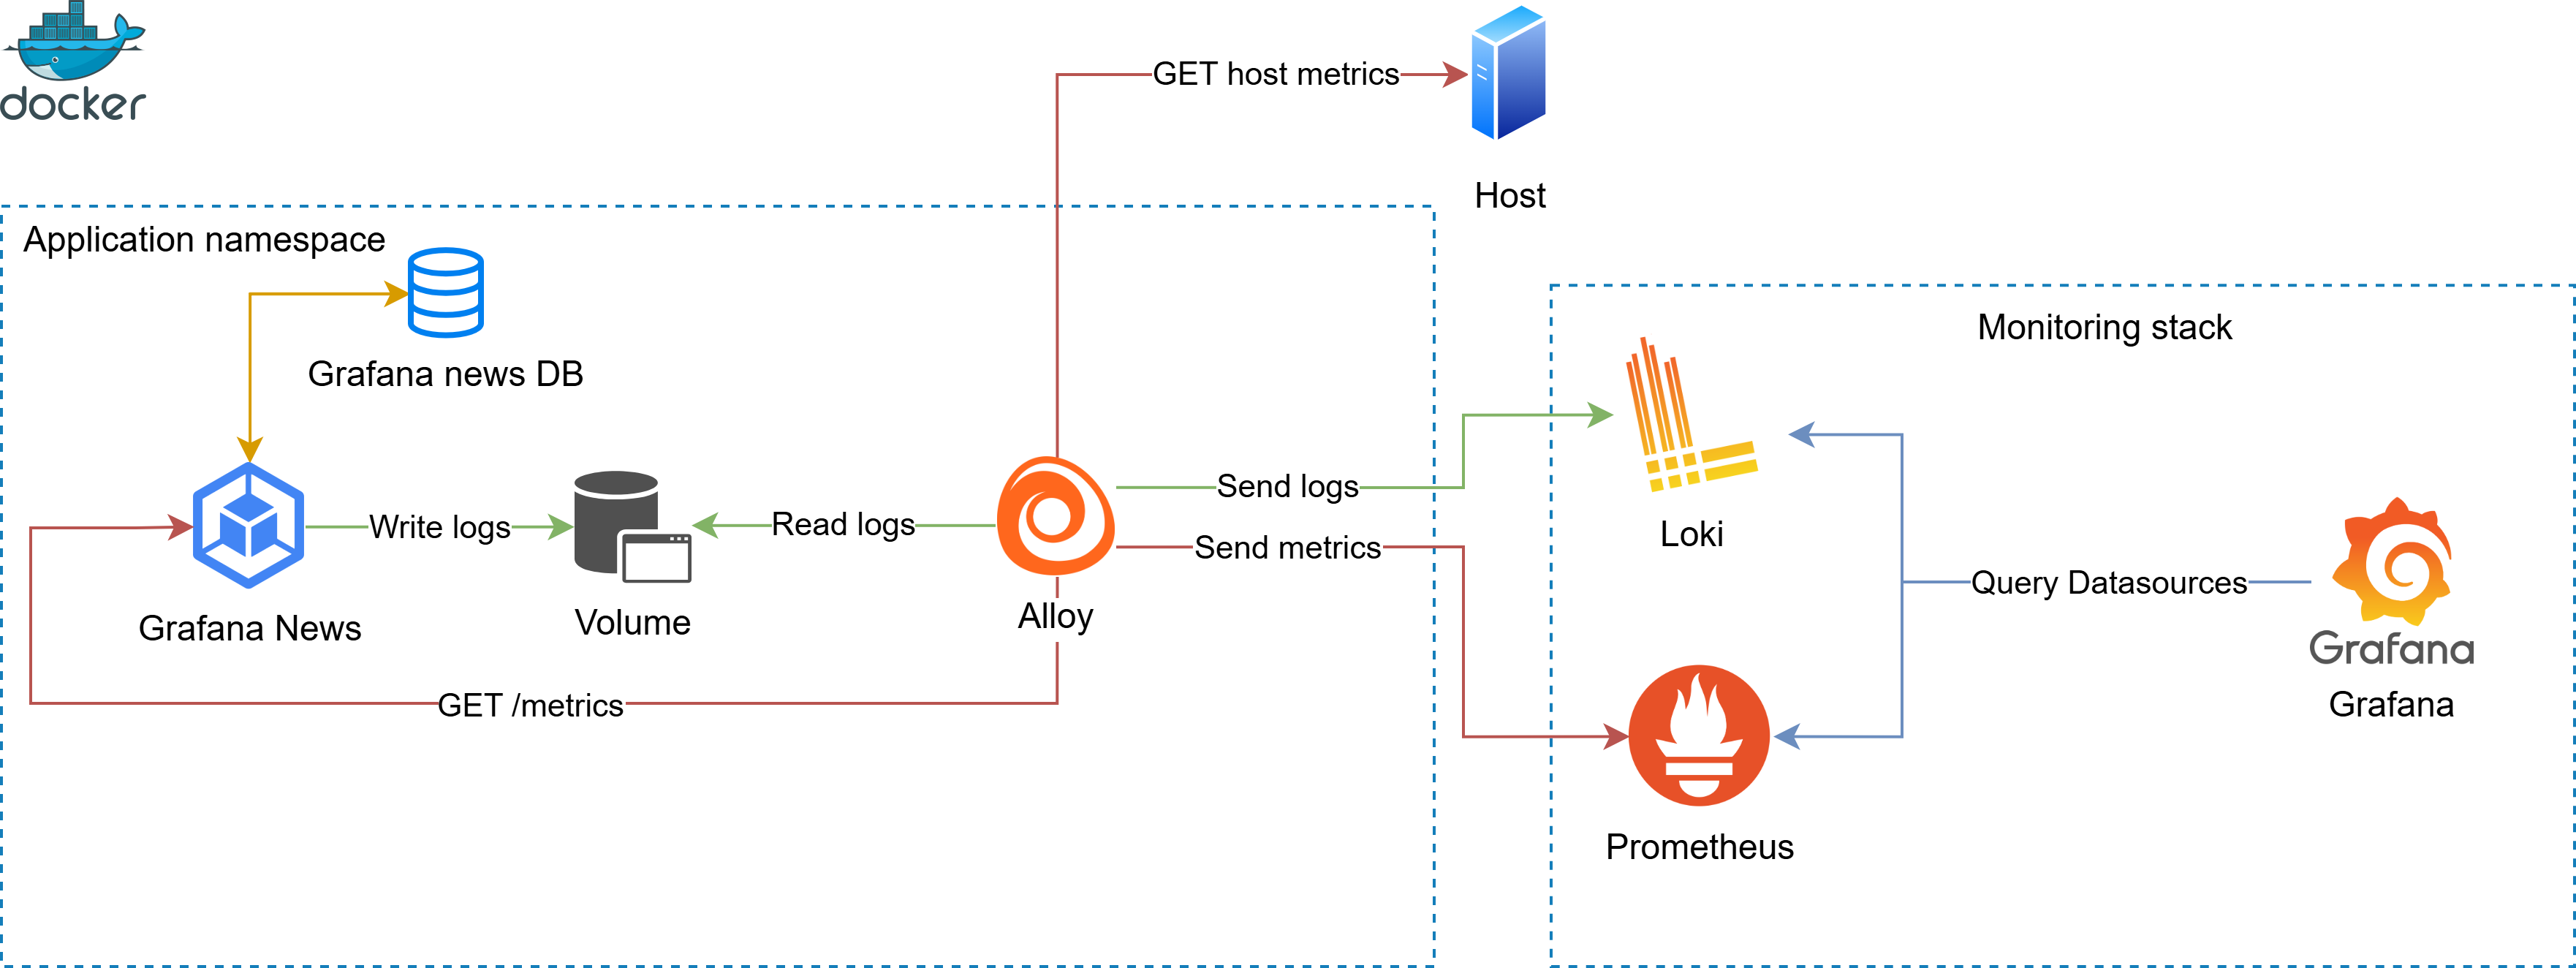 docker
GET host metrics
Host
Application namespace
Grafana news DB
Monitoring stack
Send logs
Loki
Write logs
Read logs
Send metrics
Query Datasources
Grafana News
Volume
Alloy
Grafana
Grafana
GET /metrics
Prometheus